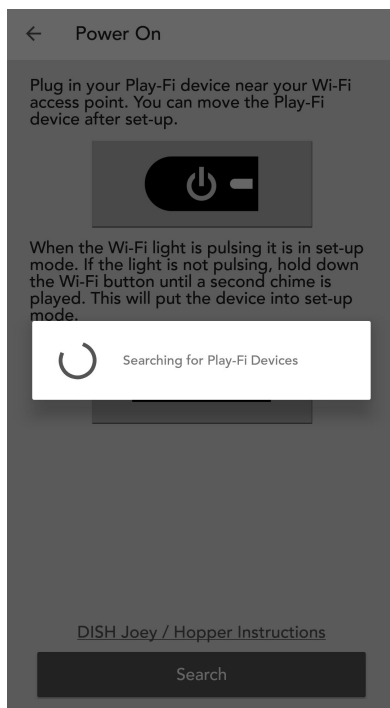 Power On
Plug in your Play-Fi device near your Wi-Fi
access point. You can move the Play-Fi
device after set-up.
When the Wi-Fi light is pulsing it is in set-up
mode. If the light is not pulsing, hold down
the Wi-Fi button until a second chime is
played. This will put the device into set-up
mode.
Searching for Play-Fi Devices
DISH Joey / Hopper Instructions
Search